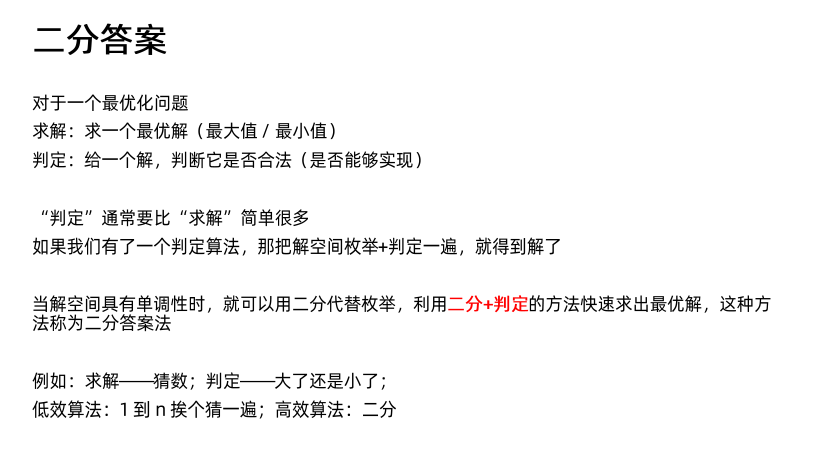 二分答案
对于一个最优化问题
求解：求一个最优解（最大值 / 最小值）
判定：给一个解，判断它是否合法（是否能够实现）
“判定”通常要比“求解”简单很多
如果我们有了一个判定算法，那把解空间枚举+判定一遍，就得到解了
当解空间具有单调性时，就可以用二分代替枚举，利用二分+判定的方法快速求出最优解，这种方
法称为二分答案法
例如：求解——猜数；判定——大了还是小了；
低效算法：1 到 n 挨个猜一遍；高效算法：二分